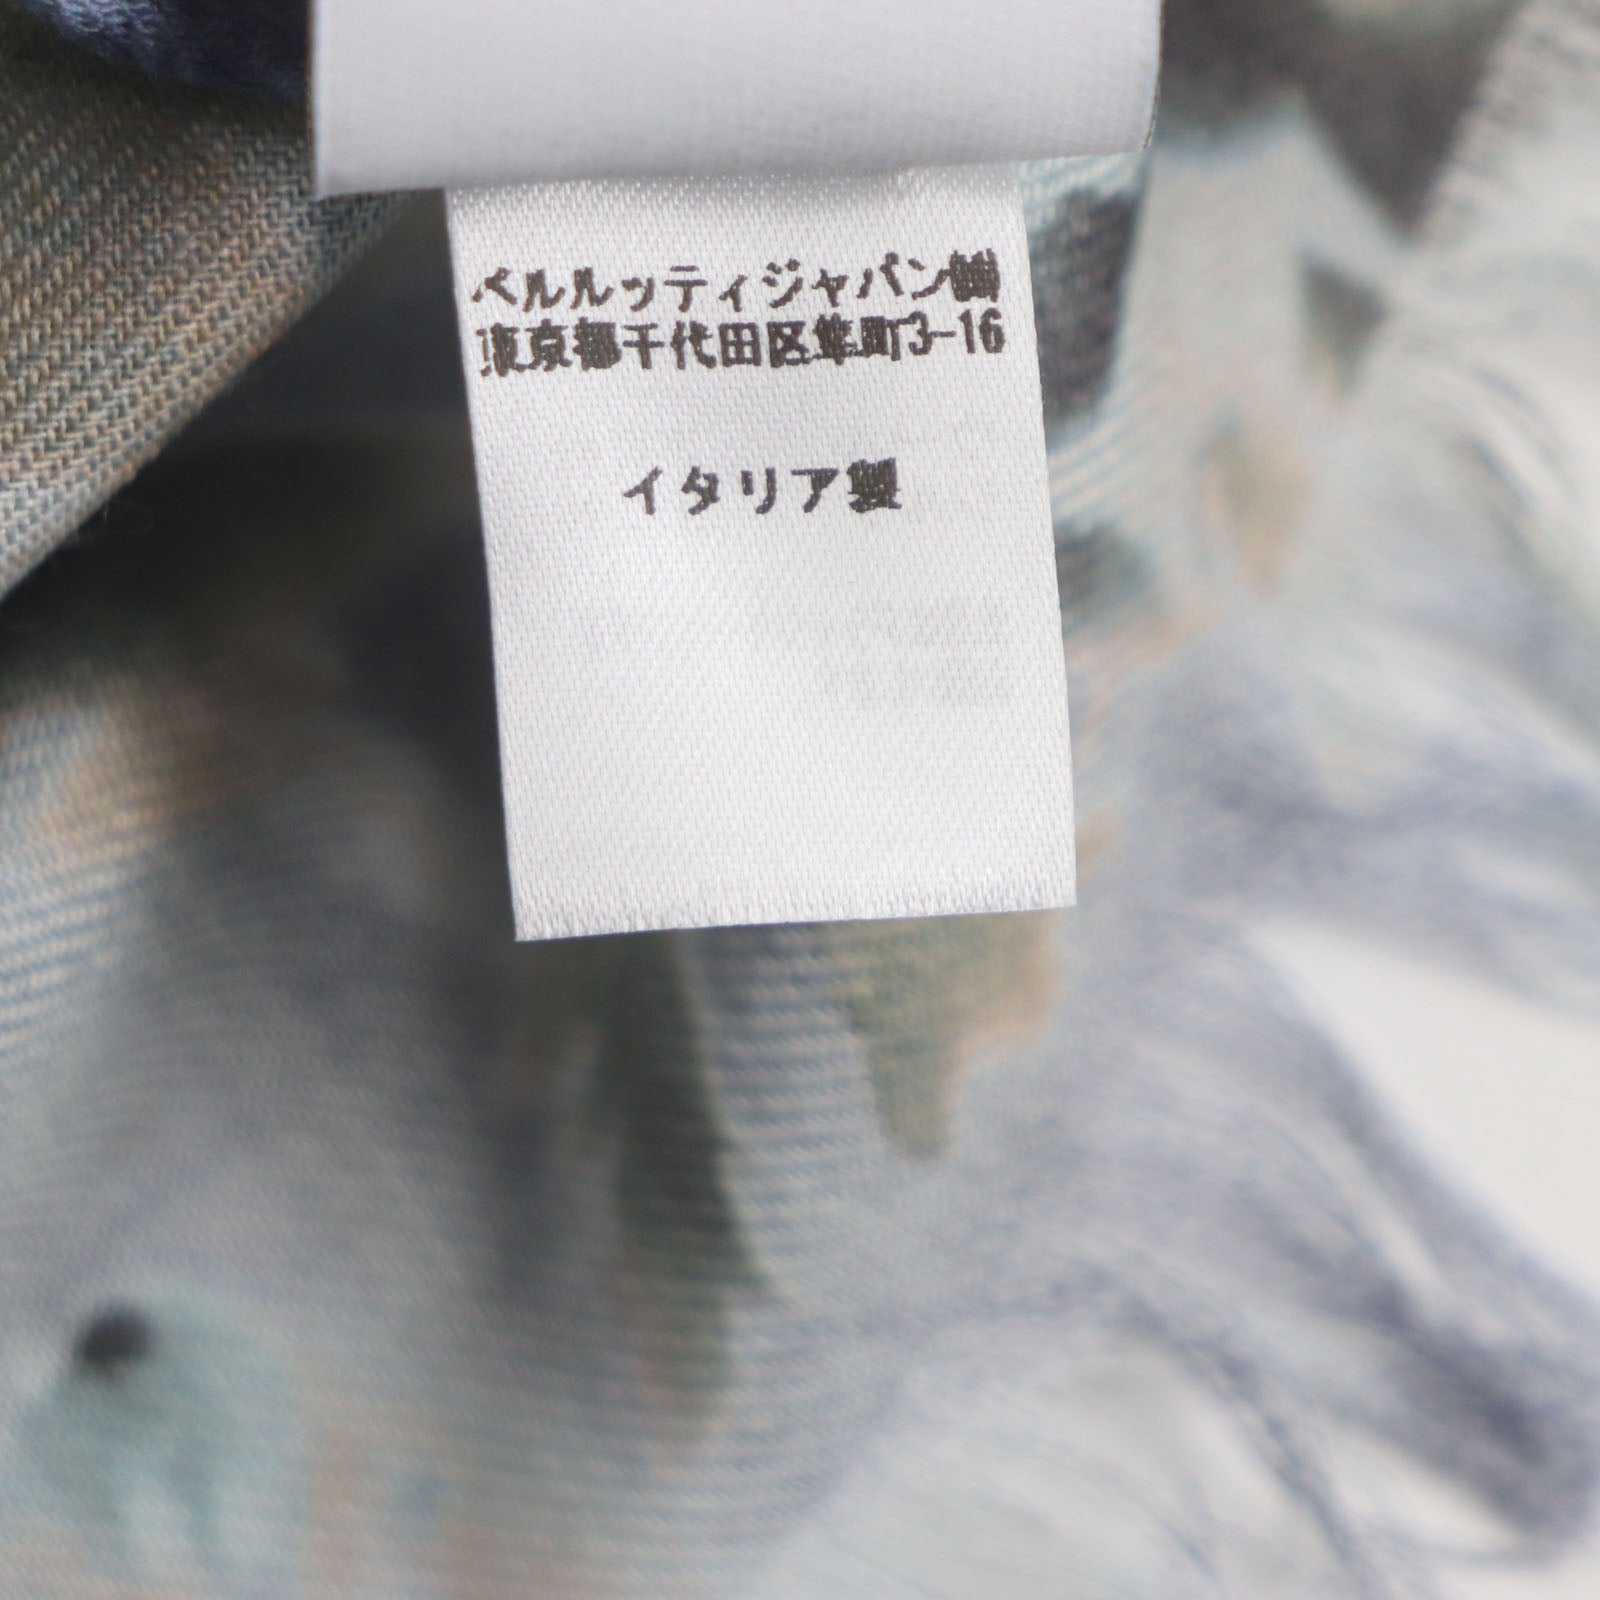 ベルルッティジャパン㈱
東京都千代田区隼町3-16
イタリア製